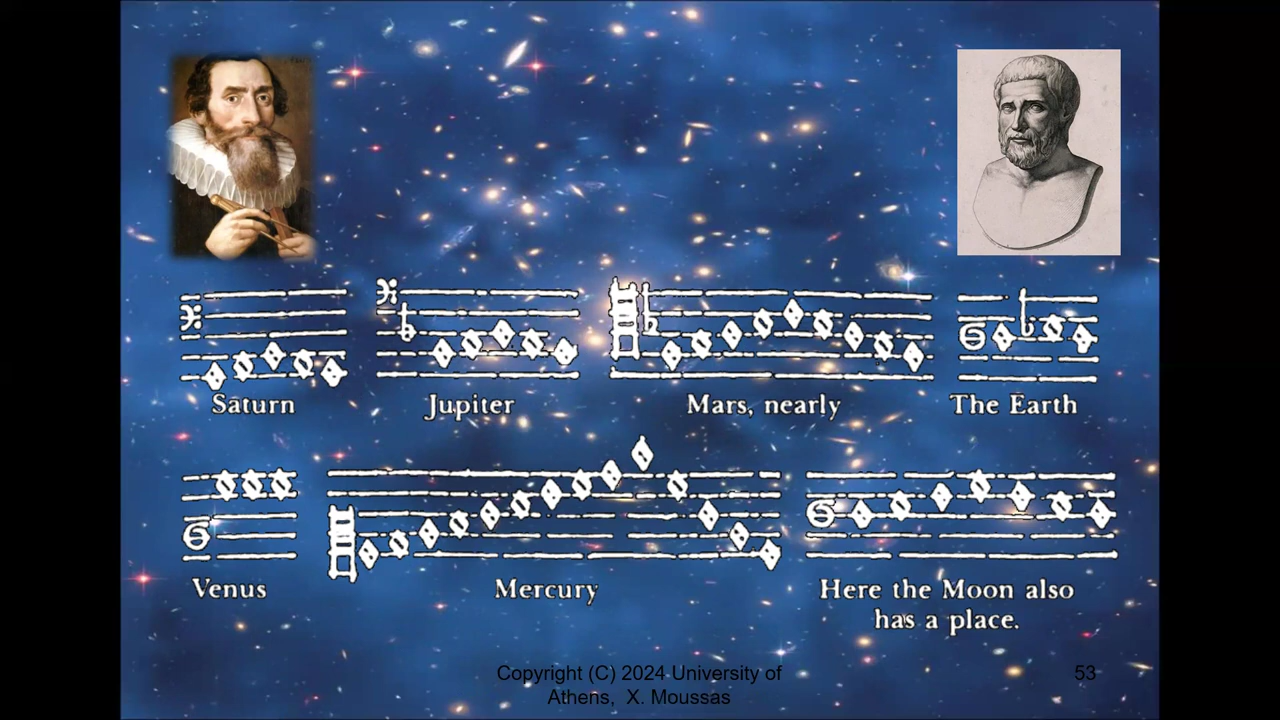 Saturn
Jupiter
Mars, nearly
The Earth
Venus
Mercury
Here the Moon also
has a place.
Copyright (C) 2024 University of
Athens, X. Moussas
53